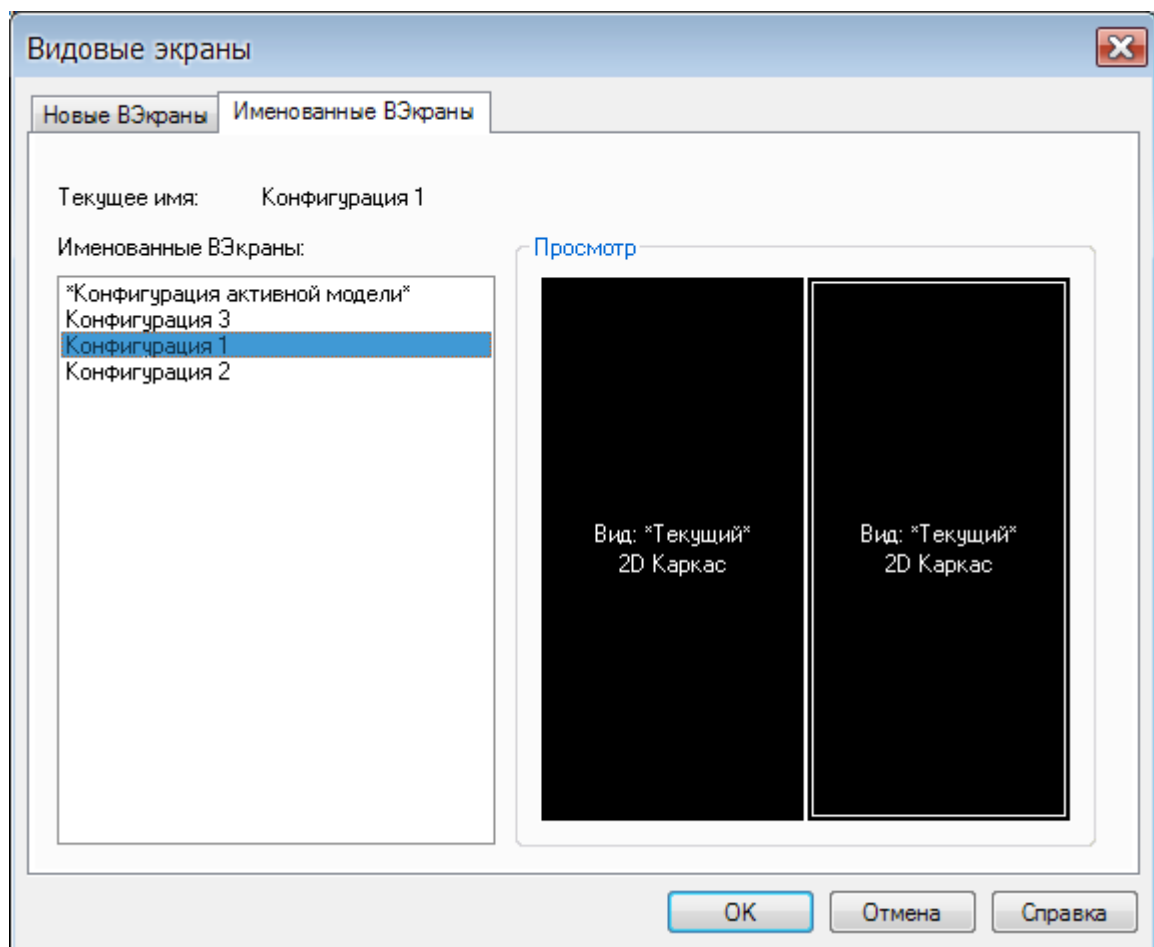 Видовые экраны
Новые ВЭкраны
Именованные ВЭкраны
Текущее имя: Конфигурация 1
Именованные ВЭкраны:
*Конфигурация активной модели*
Конфигурация 3
Конфигурация 1
Конфигурация 2
Просмотр
Вид: *Текущий*
2D Каркас
Вид: *Текущий*
2D Каркас
OK
Отмена
Справка